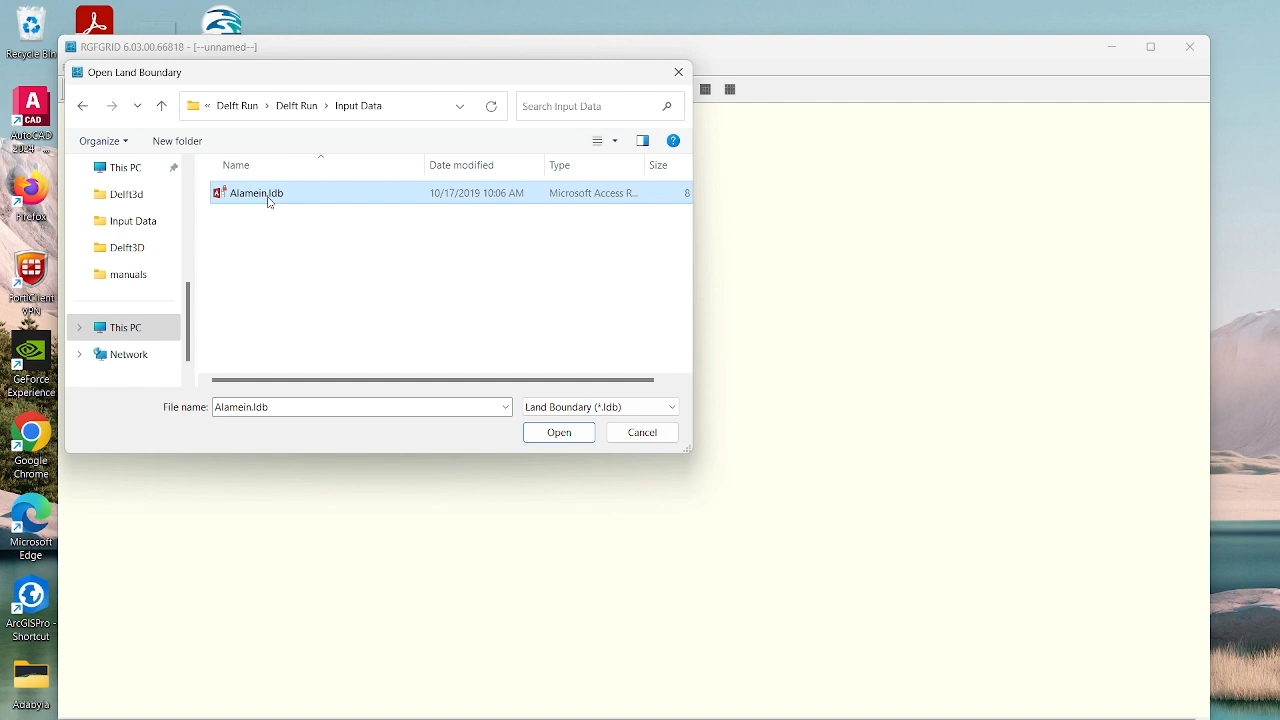 RGFGRID 6.03.00.66818 - [--unnamed--]
Open Land Boundary
« Delft Run › Delft Run › Input Data
Search Input Data
Organize
New folder
Name
Date modified
Type
Size
This PC
Delft3d
Input Data
Delft3D
manuals
This PC
Network
Alamein.ldb
10/17/2019 10:06 AM
Microsoft Access R...
8
File name:
Alamein.ldb
Land Boundary (*.ldb)
Open
Cancel
Recycle Bin
A
CAD
AutoCAD
2024 - ...
Firefox
FortiClient
VPN
GeForce
Experience
Google
Chrome
Microsoft
Edge
ArcGISPro -
Shortcut
Adabyia